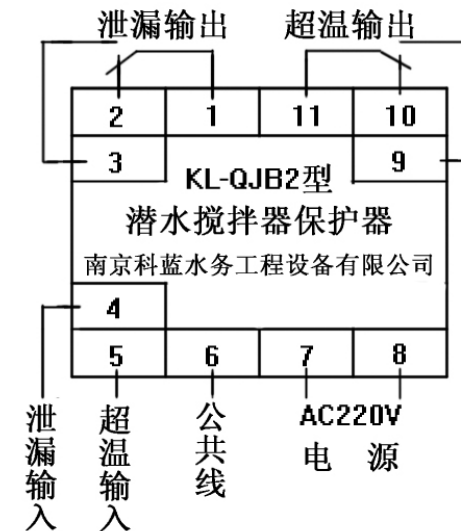 泄漏输出 超温输出
2 1 11 10
3 9
KL-QJB2型
潜水搅拌器保护器
南京科蓝水务工程设备有限公司
4
5 6 7 8
泄漏输入
超温输入
公共线
AC220V
电 源